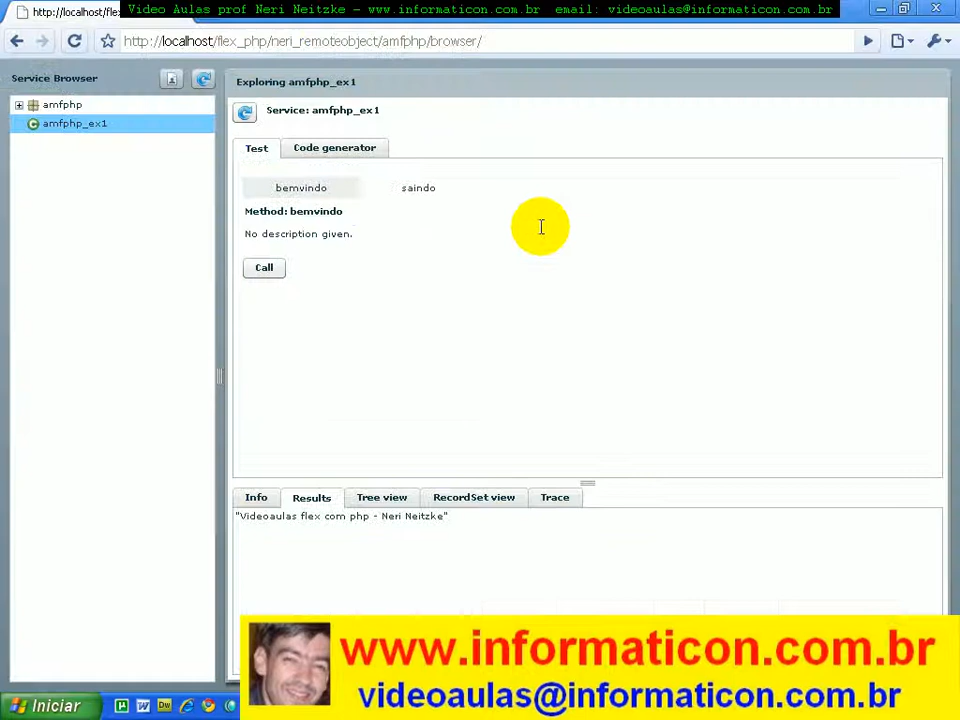 Video Aulas prof Neri Neitzke – www.informaticon.com.br email: videoaulas@informaticon.com.br
http://localhost/fle
http://localhost/flex_php/neri_remoteobject/amfphp/browser/
Service Browser
Exploring amfphp_ex1
amfphp
amfphp_ex1
Service: amfphp_ex1
Test Code generator
bemvindo saindo
Method: bemvindo
No description given.
Call
Info Results Tree view RecordSet view Trace
"Videoaulas flex com php - Neri Neitzke"
www.informaticon.com.br
videoaulas@informaticon.com.br
Iniciar